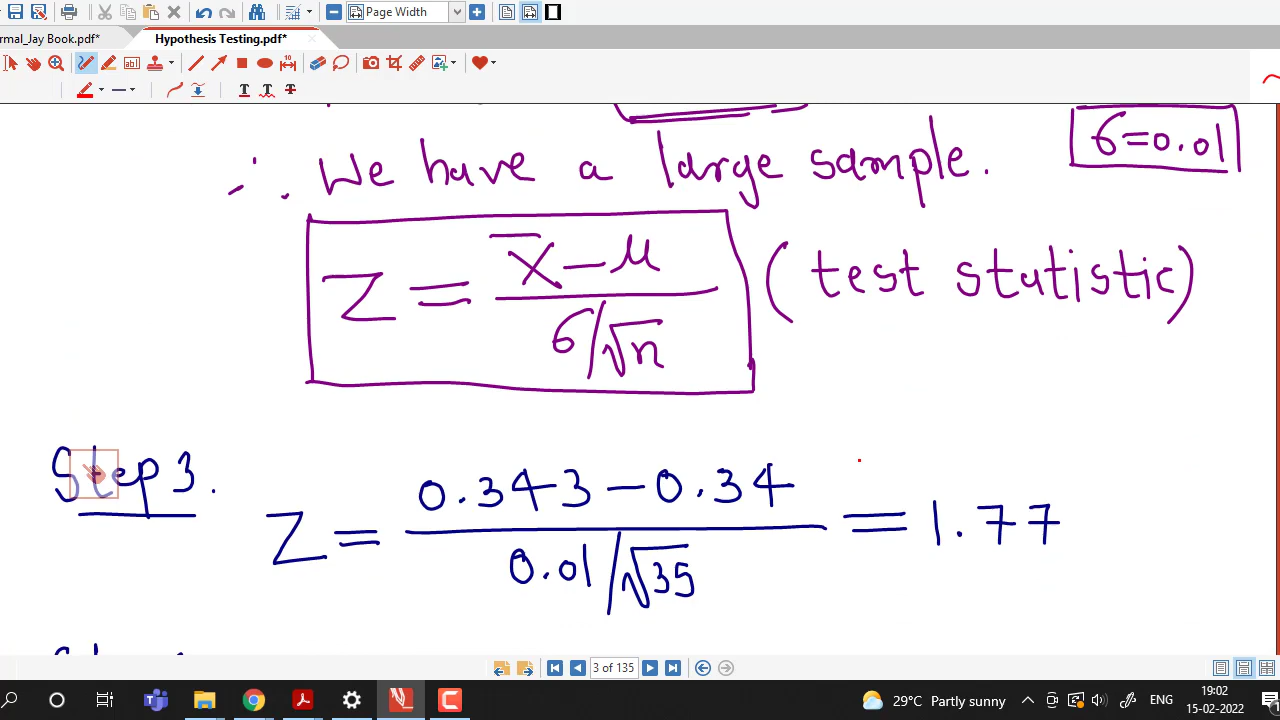 Page Width
rmal_Jay Book.pdf*
Hypothesis Testing.pdf*
∴ We have a large sample.
σ=0.01
Z = X̅ − μ / σ/√n (test statistic)
Step 3.
Z = 0.343 − 0.34 / 0.01/√35 = 1.77
3 of 135
29°C Partly sunny
ENG
19:02
15-02-2022